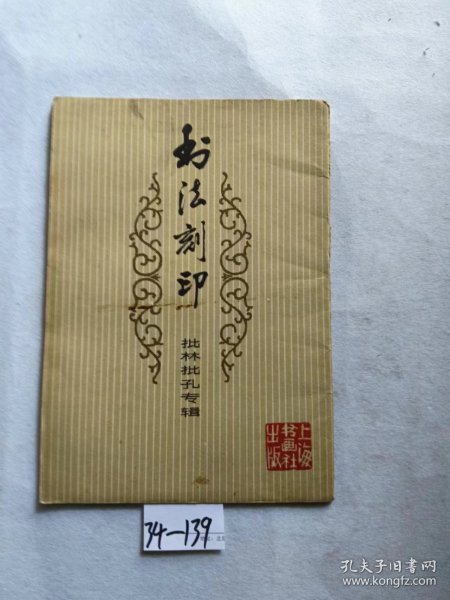 书法刻印
批林批孔专辑
上海
书画社
出版
34-139
孔夫子旧书网
www.kongfz.com